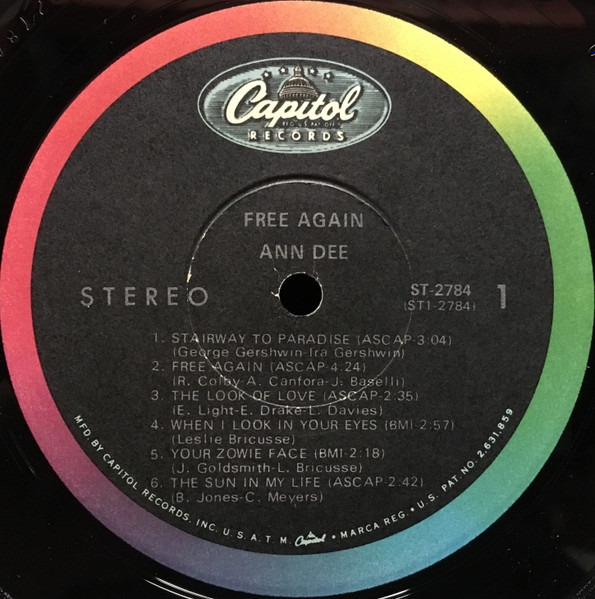 Capitol
REG. U.S. PAT. OFF.
RECORDS
FREE AGAIN
ANN DEE
STEREO
ST-2784
(ST1-2784)
1
1. STAIRWAY TO PARADISE (ASCAP-3:04)
(George Gershwin-Ira Gershwin)
2. FREE AGAIN (ASCAP-4:24)
(R. Colby-A. Canfora-J. Baselli)
3. THE LOOK OF LOVE (ASCAP-2:35)
(E. Light-E. Drake-L. Davies)
4. WHEN I LOOK IN YOUR EYES (BMI-2:57)
(Leslie Bricusse)
5. YOUR ZOWIE FACE (BMI-2:18)
(J. Goldsmith-L. Bricusse)
6. THE SUN IN MY LIFE (ASCAP-2:42)
(B. Jones-C. Meyers)
MFD. BY CAPITOL RECORDS, INC. U.S.A. T.M. Capitol • MARCA REG. • U.S. PAT. NO. 2,631,859